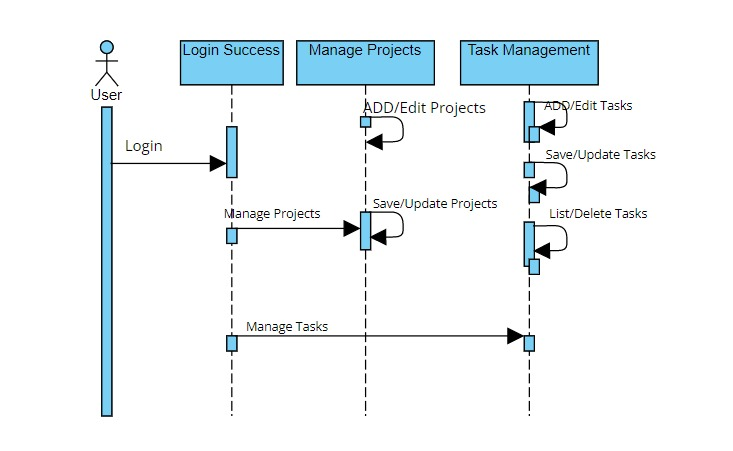 Login Success
Manage Projects
Task Management
User
ADD/Edit Projects
ADD/Edit Tasks
Login
Save/Update Tasks
Manage Projects
Save/Update Projects
List/Delete Tasks
Manage Tasks